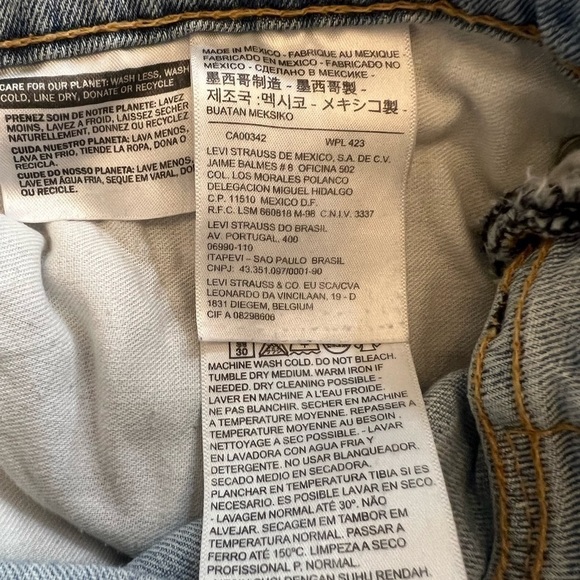 CARE FOR OUR PLANET: WASH LESS, WASH
COLD, LINE DRY, DONATE OR RECYCLE
PRENEZ SOIN DE NOTRE PLANETE: LAVEZ
MOINS, LAVEZ A FROID, LAISSEZ SÉCHER
NATURELLEMENT, DONNEZ OU RECYCLEZ
CUIDA NUESTRO PLANETA: LAVA MENOS,
LAVA EN FRIO, TIENDE LA ROPA, DONA O
RECICLA.
CUIDE DO NOSSO PLANETA: LAVE MENOS,
LAVE EM ÁGUA FRIA, SEQUE EM VARAL, DOE
OU RECICLE.
MADE IN MEXICO - FABRIQUE AU MEXIQUE
FABRICADO EN MEXICO - FABRICADO NO
MÉXICO - СДЕЛАНО В МЕКСИКЕ -
墨西哥制造 - 墨西哥製 -
제조국 :멕시코 - メキシコ製 -
BUATAN MEKSIKO
CA00342 WPL 423
LEVI STRAUSS DE MEXICO, S.A. DE C.V.
JAIME BALMES # 8 OFICINA 502
COL. LOS MORALES POLANCO
DELEGACION MIGUEL HIDALGO
C.P. 11510 MEXICO D.F.
R.F.C. LSM 660818 M-98 C.N.I.V. 3337
LEVI STRAUSS DO BRASIL
AV. PORTUGAL, 400
06990-110
ITAPEVI - SAO PAULO BRASIL
CNPJ: 43.351.097/0001-90
LEVI STRAUSS & CO. EU SCA/CVA
LEONARDO DA VINCILAAN, 19 - D
1831 DIEGEM, BELGIUM
CIF A 08298606
30
MACHINE WASH COLD. DO NOT BLEACH.
TUMBLE DRY MEDIUM. WARM IRON IF
NEEDED. DRY CLEANING POSSIBLE -
LAVER EN MACHINE A L'EAU FROIDE.
NE PAS BLANCHIR. SECHER EN MACHINE
A TEMPERATURE MOYENNE. REPASSER A
TEMPERATURE MOYENNE AU BESOIN.
NETTOYAGE A SEC POSSIBLE. - LAVAR
EN LAVADORA CON AGUA FRIA Y
DETERGENTE. NO USAR BLANQUEADOR.
SECADO MEDIO EN SECADORA.
PLANCHAR EN TEMPERATURA TIBIA SI ES
NECESARIO. ES POSIBLE LAVAR EN SECO.
- LAVAGEM NORMAL ATÉ 30º. NÃO
ALVEJAR. SECAGEM EM TAMBOR EM
TEMPERATURA NORMAL. PASSAR A
FERRO ATÉ 150ºC. LIMPEZA A SECO
PROFISSIONAL P. NORMAL.
CUCI DENGAN SUHU RENDAH